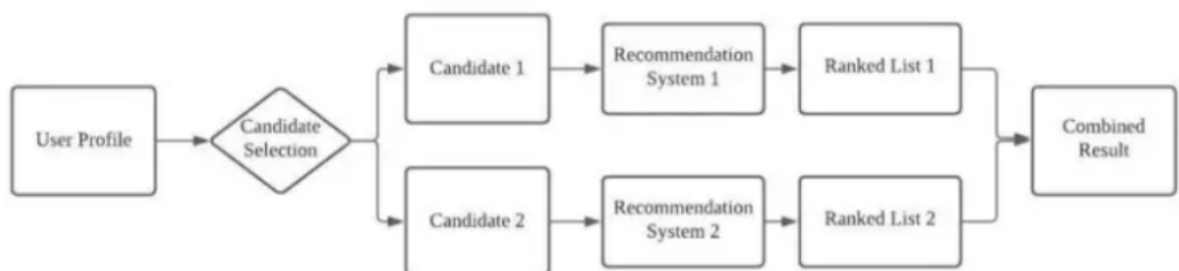 User Profile
Candidate
Selection
Candidate 1
Recommendation
System 1
Ranked List 1
Candidate 2
Recommendation
System 2
Ranked List 2
Combined
Result